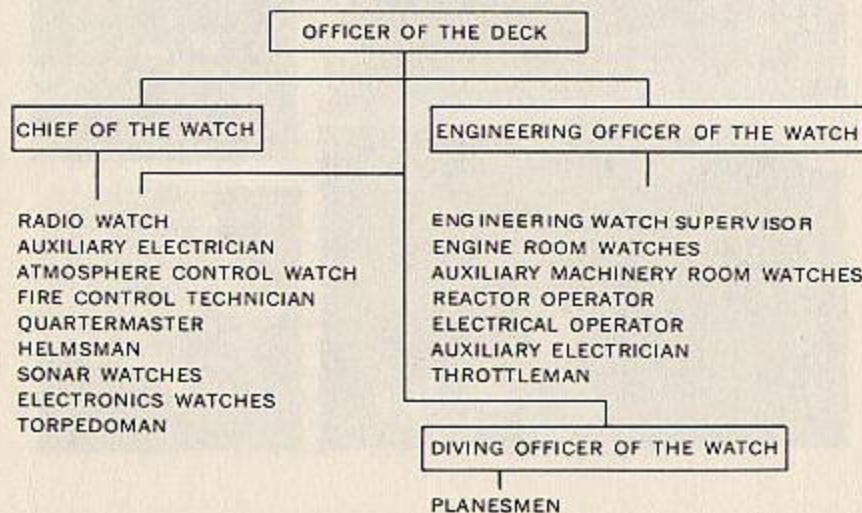 OFFICER OF THE DECK
CHIEF OF THE WATCH
RADIO WATCH
AUXILIARY ELECTRICIAN
ATMOSPHERE CONTROL WATCH
FIRE CONTROL TECHNICIAN
QUARTERMASTER
HELMSMAN
SONAR WATCHES
ELECTRONICS WATCHES
TORPEDOMAN
ENGINEERING OFFICER OF THE WATCH
ENGINEERING WATCH SUPERVISOR
ENGINE ROOM WATCHES
AUXILIARY MACHINERY ROOM WATCHES
REACTOR OPERATOR
ELECTRICAL OPERATOR
AUXILIARY ELECTRICIAN
THROTTLEMAN
DIVING OFFICER OF THE WATCH
PLANESMEN